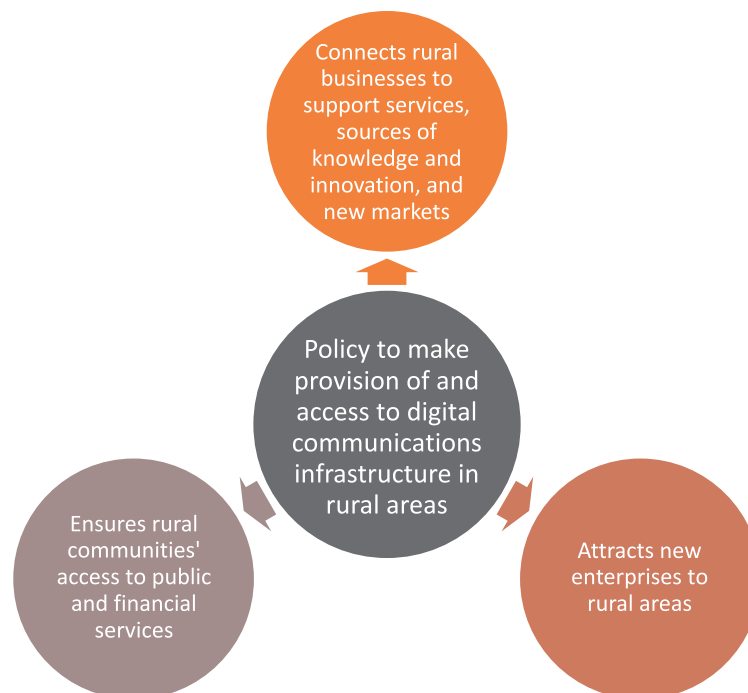 Connects rural
businesses to
support services,
sources of
knowledge and
innovation, and
new markets
Policy to make
provision of and
access to digital
communications
infrastructure in
rural areas
Ensures rural
communities'
access to public
and financial
services
Attracts new
enterprises to
rural areas